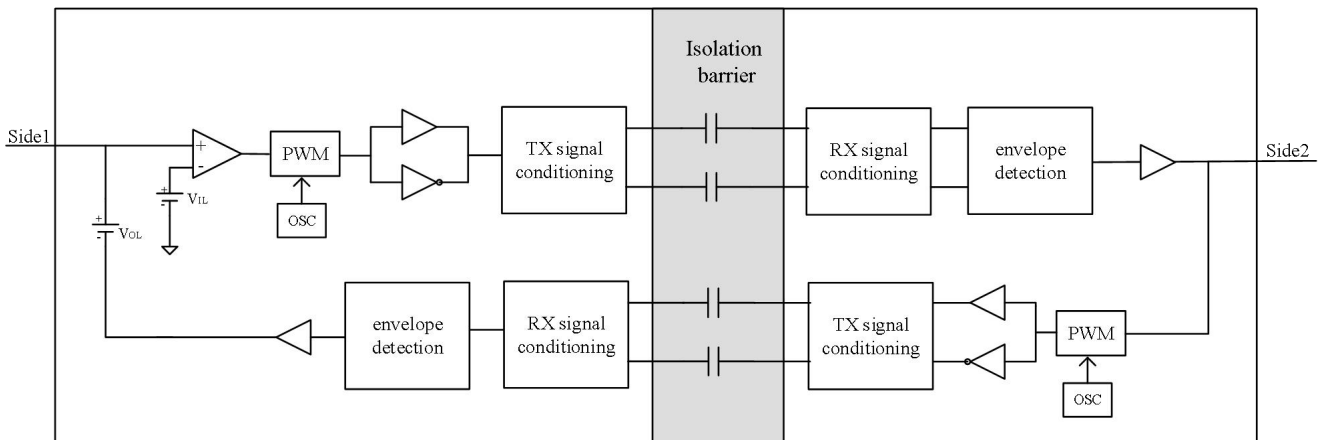 Isolation
barrier
Side1
+
-
PWM
OSC
+
-
VIL
+
-
VOL
TX signal
conditioning
RX signal
conditioning
envelope
detection
Side2
envelope
detection
RX signal
conditioning
TX signal
conditioning
PWM
OSC